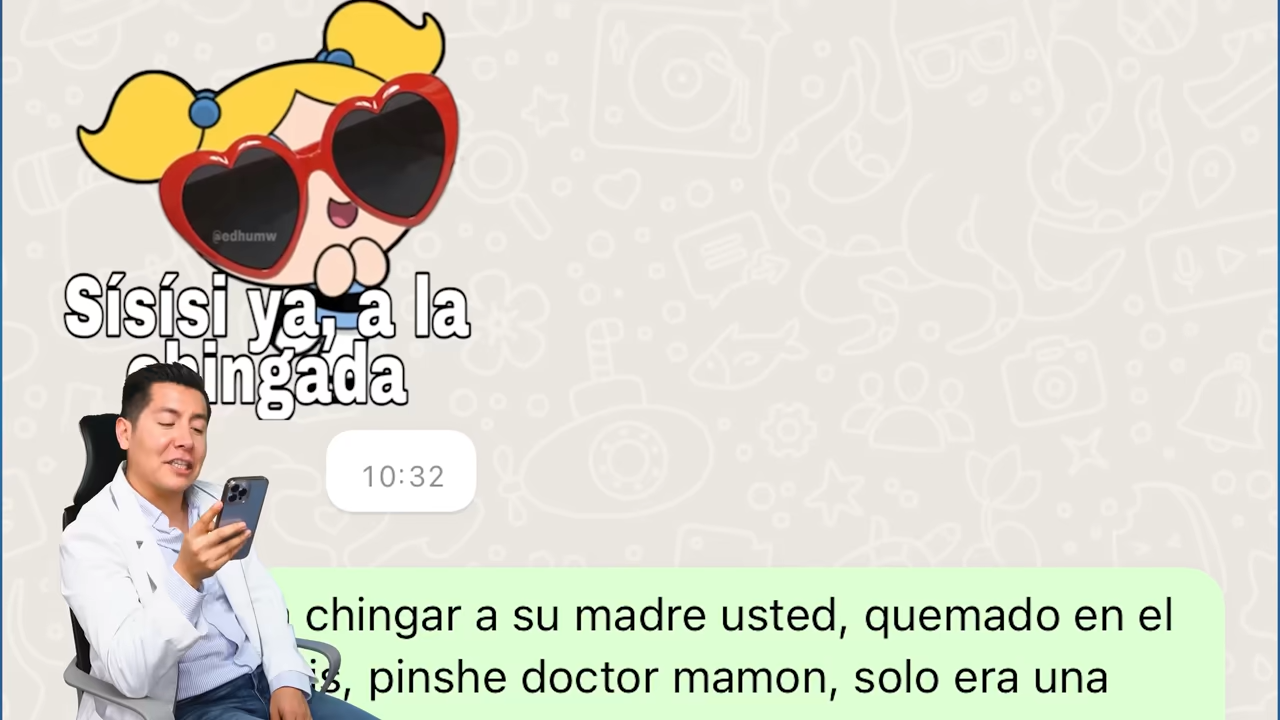 @edhumw
Sísísi ya, a la
chingada
10:32
chingar a su madre usted, quemado en el
is, pinshe doctor mamon, solo era una